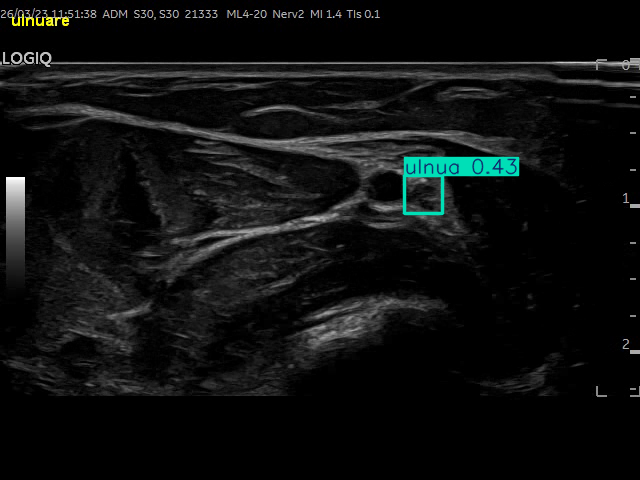 26/03/23 11:51:38 ADM S30, S30 21333 ML4-20 Nerv2 MI 1.4 TIs 0.1
ulnuare
LOGIQ
0
ulnua 0.43
1
2